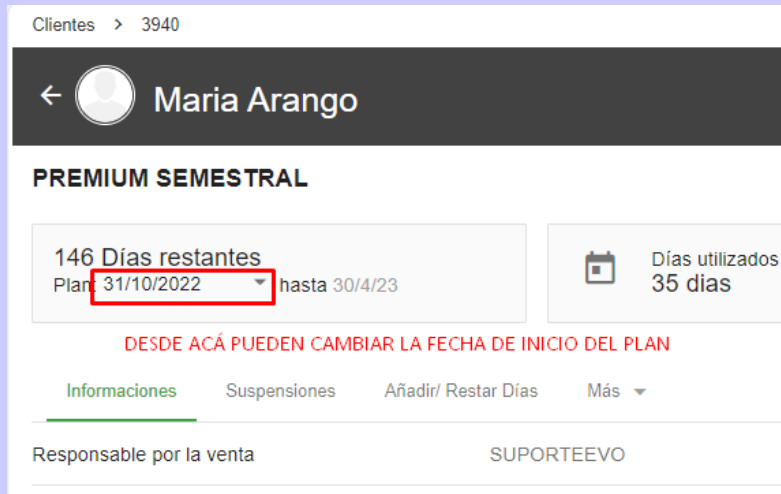 Clientes > 3940
Maria Arango
PREMIUM SEMESTRAL
146 Días restantes
Plan: 31/10/2022 hasta 30/4/23
Días utilizados
35 dias
DESDE ACÁ PUEDEN CAMBIAR LA FECHA DE INICIO DEL PLAN
Informaciones Suspensiones Añadir/ Restar Días Más
Responsable por la venta SUPORTEEVO